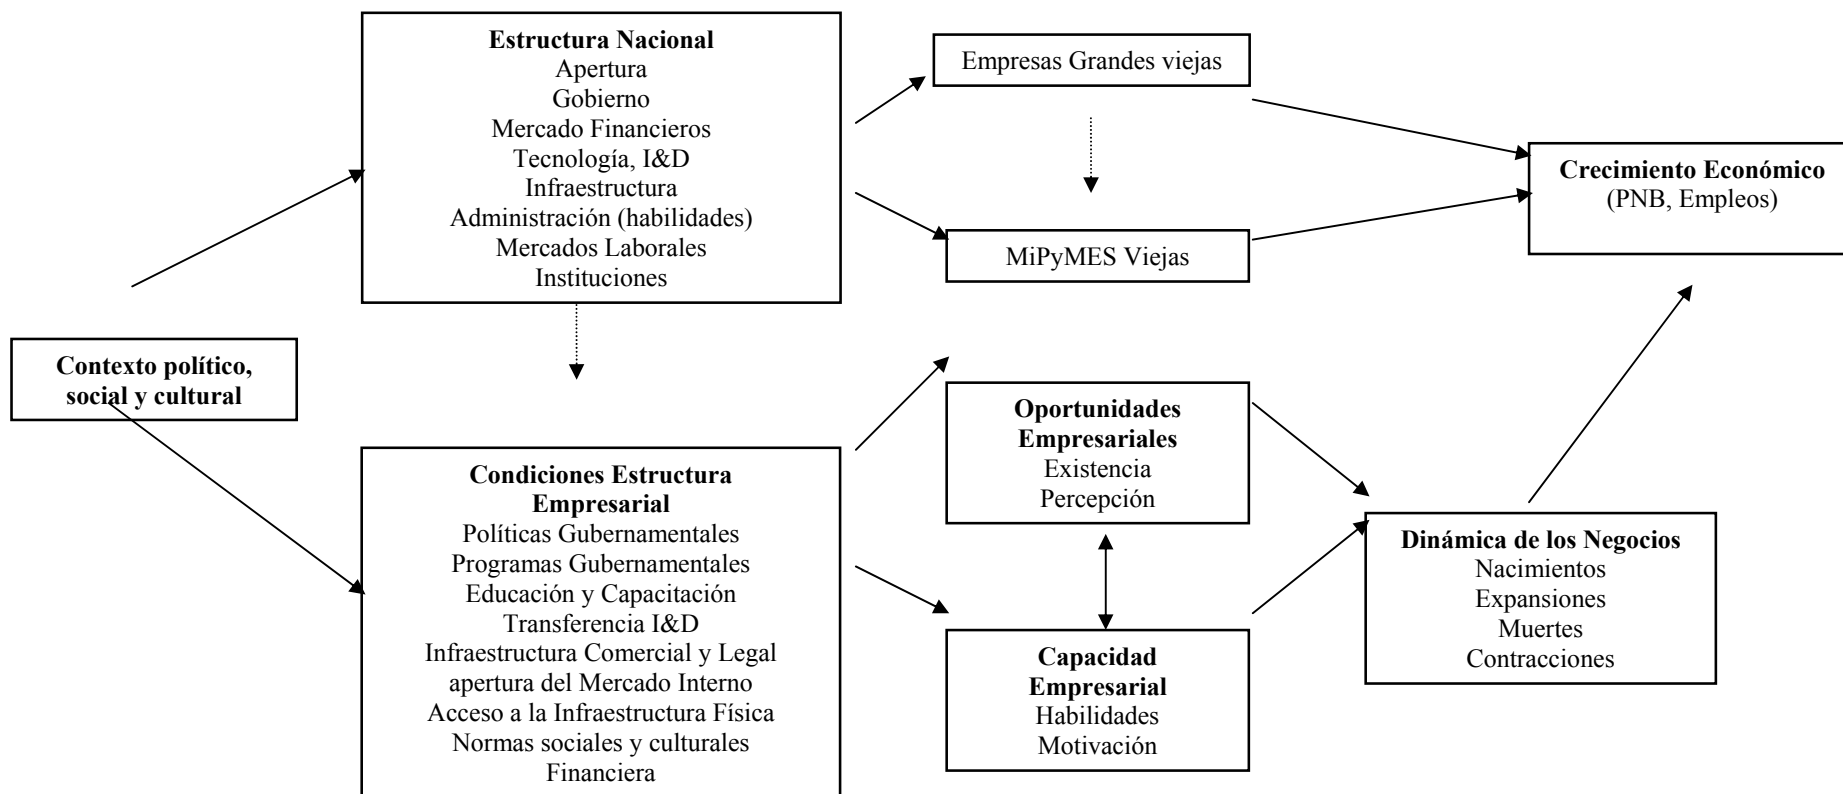 Estructura Nacional
Apertura
Gobierno
Mercado Financieros
Tecnología, I&D
Infraestructura
Administración (habilidades)
Mercados Laborales
Instituciones
Empresas Grandes viejas
MiPyMES Viejas
Crecimiento Económico
(PNB, Empleos)
Contexto político,
social y cultural
Condiciones Estructura
Empresarial
Políticas Gubernamentales
Programas Gubernamentales
Educación y Capacitación
Transferencia I&D
Infraestructura Comercial y Legal
apertura del Mercado Interno
Acceso a la Infraestructura Física
Normas sociales y culturales
Financiera
Oportunidades
Empresariales
Existencia
Percepción
Capacidad
Empresarial
Habilidades
Motivación
Dinámica de los Negocios
Nacimientos
Expansiones
Muertes
Contracciones